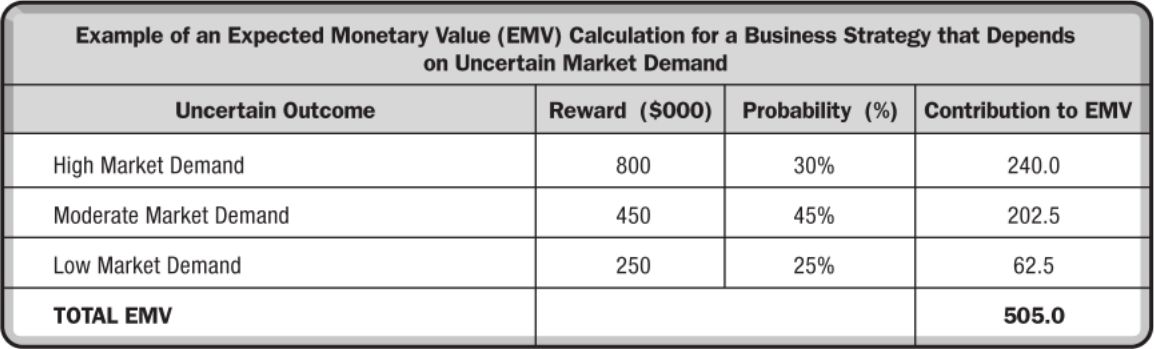 Example of an Expected Monetary Value (EMV) Calculation for a Business Strategy that Depends
on Uncertain Market Demand
Uncertain Outcome Reward ($000) Probability (%) Contribution to EMV
High Market Demand 800 30% 240.0
Moderate Market Demand 450 45% 202.5
Low Market Demand 250 25% 62.5
TOTAL EMV 505.0